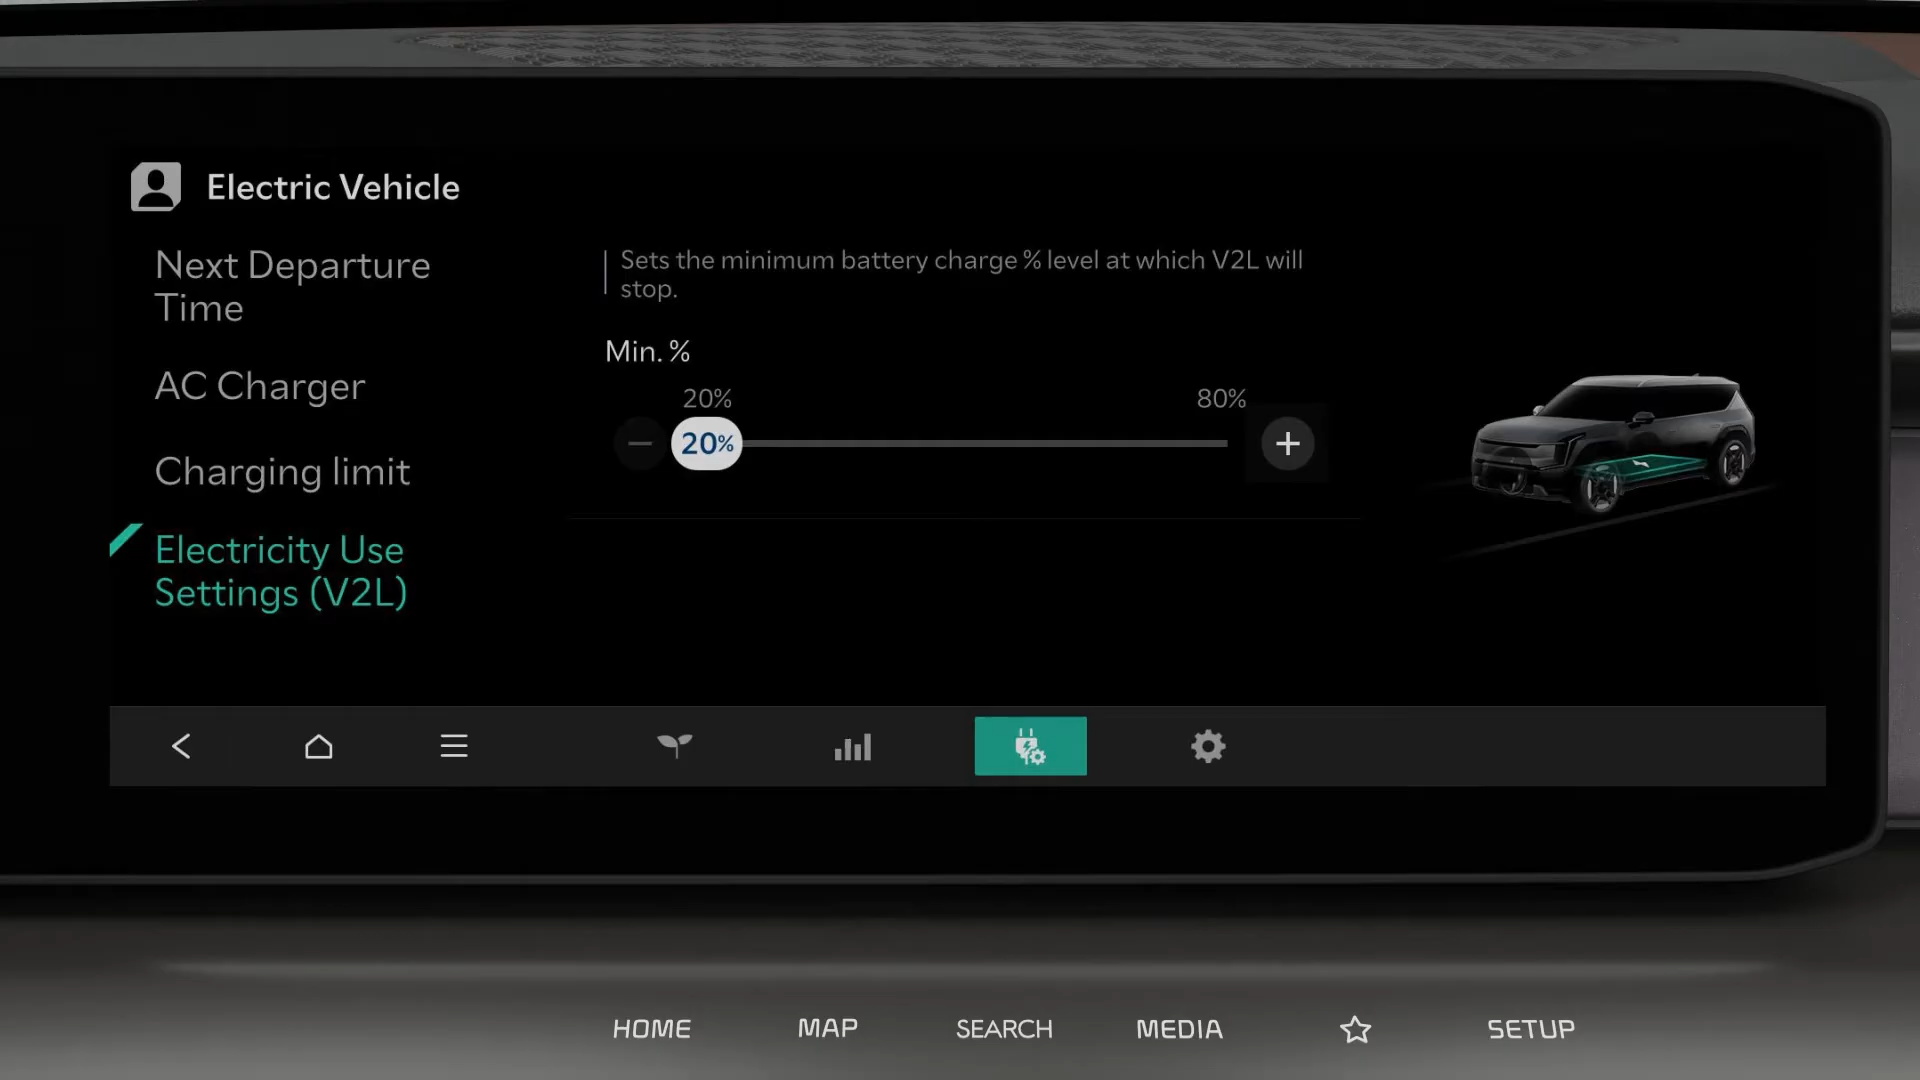 Electric Vehicle
Next Departure
Time
AC Charger
Charging limit
Electricity Use
Settings (V2L)
Sets the minimum battery charge % level at which V2L will
stop.
Min. %
20%
80%
20%
HOME
MAP
SEARCH
MEDIA
SETUP